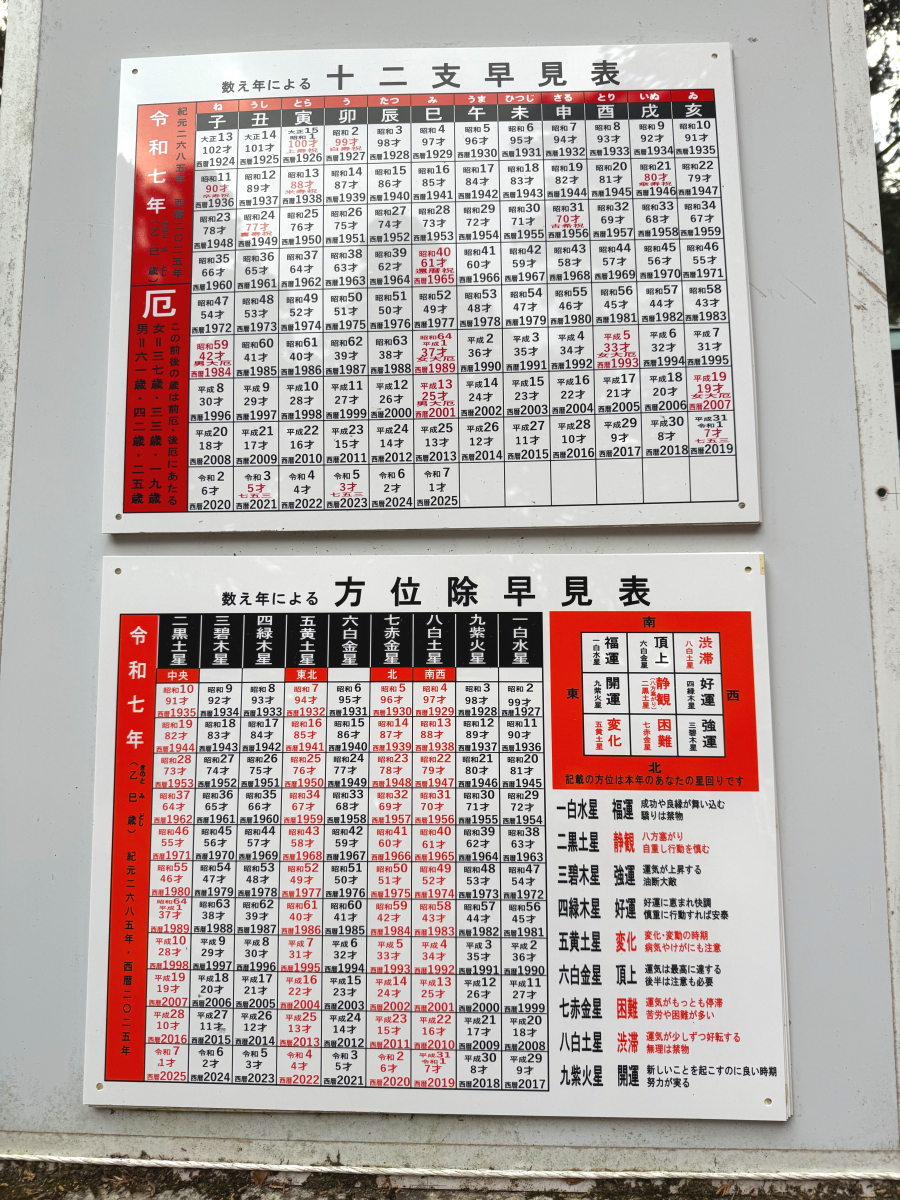 数え年による 十二支早見表
令和七年（乙巳歳）
きのと み どし
紀元二六八五年・西暦二〇二五年
厄
この前後の歳は前厄・後厄にあたる
女＝三七歳・三三歳・一九歳
男＝六一歳・四二歳・二五歳
ね うし とら う たつ み うま ひつじ さる とり いぬ ゐ
子 丑 寅 卯 辰 巳 午 未 申 酉 戌 亥
大正13 大正14 大正15 昭和1 昭和2 昭和3 昭和4 昭和5 昭和6 昭和7 昭和8 昭和9 昭和10
102才 101才 100才 99才 98才 97才 96才 95才 94才 93才 92才 91才
上寿祝 白寿祝
西暦1924 西暦1925 西暦1926 西暦1927 西暦1928 西暦1929 西暦1930 西暦1931 西暦1932 西暦1933 西暦1934 西暦1935
昭和11 昭和12 昭和13 昭和14 昭和15 昭和16 昭和17 昭和18 昭和19 昭和20 昭和21 昭和22
90才 89才 88才 87才 86才 85才 84才 83才 82才 81才 80才 79才
卒寿祝 米寿祝 傘寿祝
西暦1936 西暦1937 西暦1938 西暦1939 西暦1940 西暦1941 西暦1942 西暦1943 西暦1944 西暦1945 西暦1946 西暦1947
昭和23 昭和24 昭和25 昭和26 昭和27 昭和28 昭和29 昭和30 昭和31 昭和32 昭和33 昭和34
78才 77才 76才 75才 74才 73才 72才 71才 70才 69才 68才 67才
喜寿祝 古希祝
西暦1948 西暦1949 西暦1950 西暦1951 西暦1952 西暦1953 西暦1954 西暦1955 西暦1956 西暦1957 西暦1958 西暦1959
昭和35 昭和36 昭和37 昭和38 昭和39 昭和40 昭和41 昭和42 昭和43 昭和44 昭和45 昭和46
66才 65才 64才 63才 62才 61才 60才 59才 58才 57才 56才 55才
還暦祝
西暦1960 西暦1961 西暦1962 西暦1963 西暦1964 西暦1965 西暦1966 西暦1967 西暦1968 西暦1969 西暦1970 西暦1971
昭和47 昭和48 昭和49 昭和50 昭和51 昭和52 昭和53 昭和54 昭和55 昭和56 昭和57 昭和58
54才 53才 52才 51才 50才 49才 48才 47才 46才 45才 44才 43才
西暦1972 西暦1973 西暦1974 西暦1975 西暦1976 西暦1977 西暦1978 西暦1979 西暦1980 西暦1981 西暦1982 西暦1983
昭和59 昭和60 昭和61 昭和62 昭和63 昭和64 平成1 平成2 平成3 平成4 平成5 平成6 平成7
42才 41才 40才 39才 38才 37才 36才 35才 34才 33才 32才 31才
男大厄 女大厄 女大厄
西暦1984 西暦1985 西暦1986 西暦1987 西暦1988 西暦1989 西暦1990 西暦1991 西暦1992 西暦1993 西暦1994 西暦1995
平成8 平成9 平成10 平成11 平成12 平成13 平成14 平成15 平成16 平成17 平成18 平成19
30才 29才 28才 27才 26才 25才 24才 23才 22才 21才 20才 19才
男大厄 女大厄
西暦1996 西暦1997 西暦1998 西暦1999 西暦2000 西暦2001 西暦2002 西暦2003 西暦2004 西暦2005 西暦2006 西暦2007
平成20 平成21 平成22 平成23 平成24 平成25 平成26 平成27 平成28 平成29 平成30 平成31 令和1
18才 17才 16才 15才 14才 13才 12才 11才 10才 9才 8才 7才
七五三
西暦2008 西暦2009 西暦2010 西暦2011 西暦2012 西暦2013 西暦2014 西暦2015 西暦2016 西暦2017 西暦2018 西暦2019
令和2 令和3 令和4 令和5 令和6 令和7
6才 5才 4才 3才 2才 1才
七五三 七五三
西暦2020 西暦2021 西暦2022 西暦2023 西暦2024 西暦2025
数え年による 方位除早見表
令和七年（乙巳歳）
きのと み どし
紀元二六八五年・西暦二〇二五年
二黒土星 三碧木星 四緑木星 五黄土星 六白金星 七赤金星 八白土星 九紫火星 一白水星
中央 東北 北 南西
昭和10 昭和9 昭和8 昭和7 昭和6 昭和5 昭和4 昭和3 昭和2
91才 92才 93才 94才 95才 96才 97才 98才 99才
西暦1935 西暦1934 西暦1933 西暦1932 西暦1931 西暦1930 西暦1929 西暦1928 西暦1927
昭和19 昭和18 昭和17 昭和16 昭和15 昭和14 昭和13 昭和12 昭和11
82才 83才 84才 85才 86才 87才 88才 89才 90才
西暦1944 西暦1943 西暦1942 西暦1941 西暦1940 西暦1939 西暦1938 西暦1937 西暦1936
昭和28 昭和27 昭和26 昭和25 昭和24 昭和23 昭和22 昭和21 昭和20
73才 74才 75才 76才 77才 78才 79才 80才 81才
西暦1953 西暦1952 西暦1951 西暦1950 西暦1949 西暦1948 西暦1947 西暦1946 西暦1945
昭和37 昭和36 昭和35 昭和34 昭和33 昭和32 昭和31 昭和30 昭和29
64才 65才 66才 67才 68才 69才 70才 71才 72才
西暦1962 西暦1961 西暦1960 西暦1959 西暦1958 西暦1957 西暦1956 西暦1955 西暦1954
昭和46 昭和45 昭和44 昭和43 昭和42 昭和41 昭和40 昭和39 昭和38
55才 56才 57才 58才 59才 60才 61才 62才 63才
西暦1971 西暦1970 西暦1969 西暦1968 西暦1967 西暦1966 西暦1965 西暦1964 西暦1963
昭和55 昭和54 昭和53 昭和52 昭和51 昭和50 昭和49 昭和48 昭和47
46才 47才 48才 49才 50才 51才 52才 53才 54才
西暦1980 西暦1979 西暦1978 西暦1977 西暦1976 西暦1975 西暦1974 西暦1973 西暦1972
昭和64 平成1 昭和63 昭和62 昭和61 昭和60 昭和59 昭和58 昭和57 昭和56
37才 38才 39才 40才 41才 42才 43才 44才 45才
西暦1989 西暦1988 西暦1987 西暦1986 西暦1985 西暦1984 西暦1983 西暦1982 西暦1981
平成10 平成9 平成8 平成7 平成6 平成5 平成4 平成3 平成2
28才 29才 30才 31才 32才 33才 34才 35才 36才
西暦1998 西暦1997 西暦1996 西暦1995 西暦1994 西暦1993 西暦1992 西暦1991 西暦1990
平成19 平成18 平成17 平成16 平成15 平成14 平成13 平成12 平成11
19才 20才 21才 22才 23才 24才 25才 26才 27才
西暦2007 西暦2006 西暦2005 西暦2004 西暦2003 西暦2002 西暦2001 西暦2000 西暦1999
平成28 平成27 平成26 平成25 平成24 平成23 平成22 平成21 平成20
10才 11才 12才 13才 14才 15才 16才 17才 18才
西暦2016 西暦2015 西暦2014 西暦2013 西暦2012 西暦2011 西暦2010 西暦2009 西暦2008
令和7 令和6 令和5 令和4 令和3 令和2 平成31 令和1 平成30 平成29
1才 2才 3才 4才 5才 6才 7才 8才 9才
西暦2025 西暦2024 西暦2023 西暦2022 西暦2021 西暦2020 西暦2019 西暦2018 西暦2017
南
福運 一白水星 頂上 六白金星 渋滞 八白土星
東
開運 九紫火星 静観 （八方塞がり） 二黒土星 好運 四緑木星
西
変化 五黄土星 困難 七赤金星 強運 三碧木星
北
記載の方位は本年のあなたの星回りです
一白水星 福運 成功や良縁が舞い込む
驕りは禁物
二黒土星 静観 八方塞がり
自重し行動を慎む
三碧木星 強運 運気が上昇する
油断大敵
四緑木星 好運 好運に恵まれ快調
慎重に行動すれば安泰
五黄土星 変化 変化・変動の時期
病気やけがにも注意
六白金星 頂上 運気は最高に達する
後半は注意も必要
七赤金星 困難 運気がもっとも停滞
苦労や困難が多い
八白土星 渋滞 運気が少しずつ好転する
無理は禁物
九紫火星 開運 新しいことを起こすのに良い時期
努力が実る